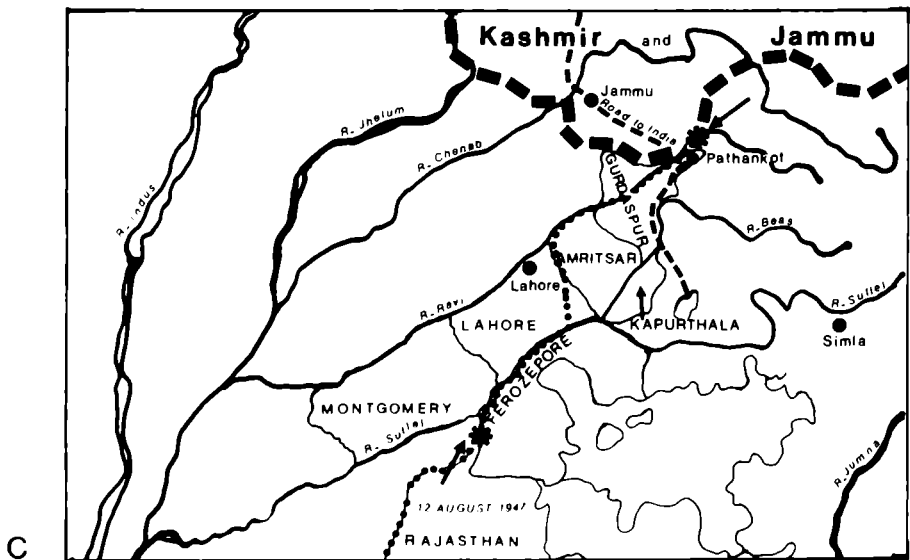 Kashmir and Jammu
Jammu
Road to India
R-Jhelum
R-Chenab
Pathankot
GURDASPUR
R-Indus
R-Beas
AMRITSAR
Lahore
R-Ravi
R-Sutlej
LAHORE
KAPURTHALA
Simla
FEROZEPORE
MONTGOMERY
R-Sutlej
R-Jumna
12 AUGUST 1947
RAJASTHAN
C